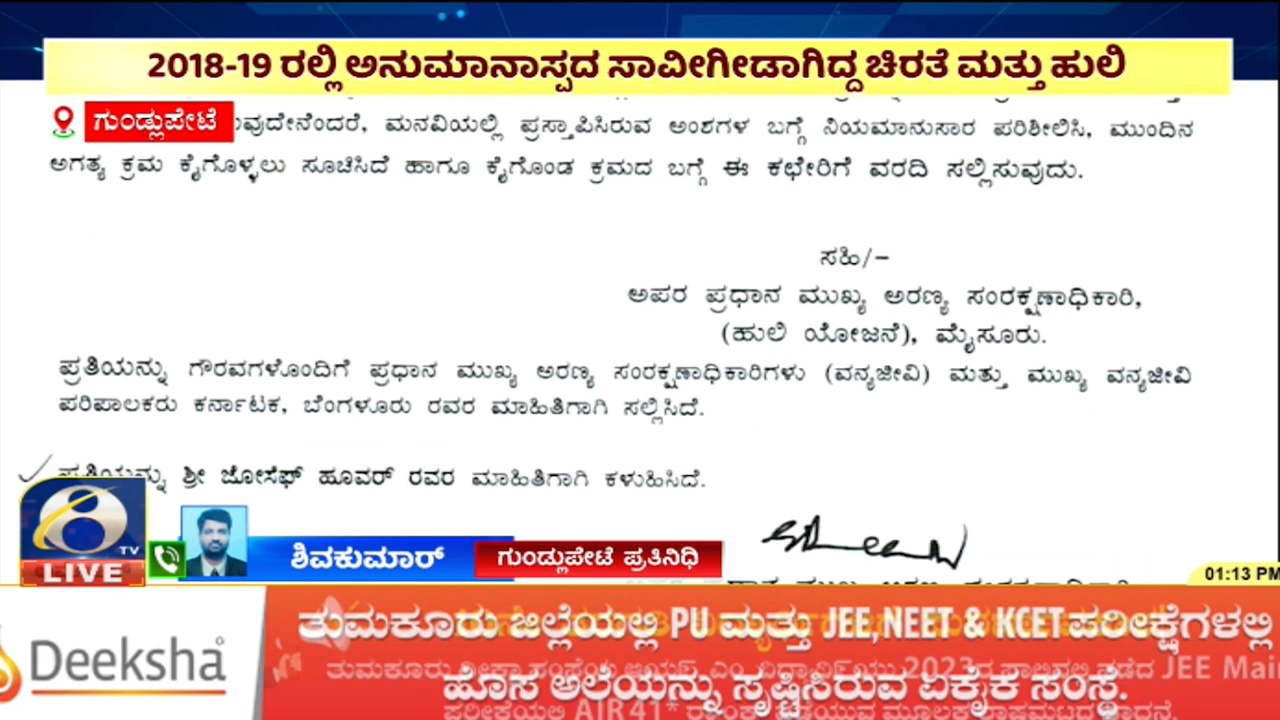 2018-19 ರಲ್ಲಿ ಅನುಮಾನಾಸ್ಪದ ಸಾವೀಗೀಡಾಗಿದ್ದ ಚಿರತೆ ಮತ್ತು ಹುಲಿ
ಗುಂಡ್ಲುಪೇಟೆ
ಮನವಿಯಲ್ಲಿ ಪ್ರಸ್ತಾಪಿಸಿರುವ ಅಂಶಗಳ ಬಗ್ಗೆ ನಿಯಮಾನುಸಾರ ಪರಿಶೀಲಿಸಿ, ಮುಂದಿನ
ಅಗತ್ಯ ಕ್ರಮ ಕೈಗೊಳ್ಳಲು ಸೂಚಿಸಿದೆ ಹಾಗೂ ಕೈಗೊಂಡ ಕ್ರಮದ ಬಗ್ಗೆ ಈ ಕಛೇರಿಗೆ ವರದಿ ಸಲ್ಲಿಸುವುದು.
ಸಹಿ/-
ಅಪರ ಪ್ರಧಾನ ಮುಖ್ಯ ಅರಣ್ಯ ಸಂರಕ್ಷಣಾಧಿಕಾರಿ,
(ಹುಲಿ ಯೋಜನೆ), ಮೈಸೂರು.
ಪ್ರತಿಯನ್ನು ಗೌರವಗಳೊಂದಿಗೆ ಪ್ರಧಾನ ಮುಖ್ಯ ಅರಣ್ಯ ಸಂರಕ್ಷಣಾಧಿಕಾರಿಗಳು (ವನ್ಯಜೀವಿ) ಮತ್ತು ಮುಖ್ಯ ವನ್ಯಜೀವಿ
ಪರಿಪಾಲಕರು ಕರ್ನಾಟಕ, ಬೆಂಗಳೂರು ರವರ ಮಾಹಿತಿಗಾಗಿ ಸಲ್ಲಿಸಿದೆ.
ಪ್ರತಿಯನ್ನು ಶ್ರೀ ಜೋಸೆಫ್ ಹೂವರ್ ರವರ ಮಾಹಿತಿಗಾಗಿ ಕಳುಹಿಸಿದೆ.
8 TV
LIVE
ಶಿವಕುಮಾರ್
ಗುಂಡ್ಲುಪೇಟೆ ಪ್ರತಿನಿಧಿ
01:13 PM
Deeksha
ತುಮಕೂರು ಜಿಲ್ಲೆಯಲ್ಲಿ PU ಮತ್ತು JEE,NEET & KCET ಪರೀಕ್ಷೆಗಳಲ್ಲಿ
ಹೊಸ ಅಲೆಯನ್ನು ಸೃಷ್ಟಿಸಿರುವ ಏಕೈಕ ಸಂಸ್ಥೆ.